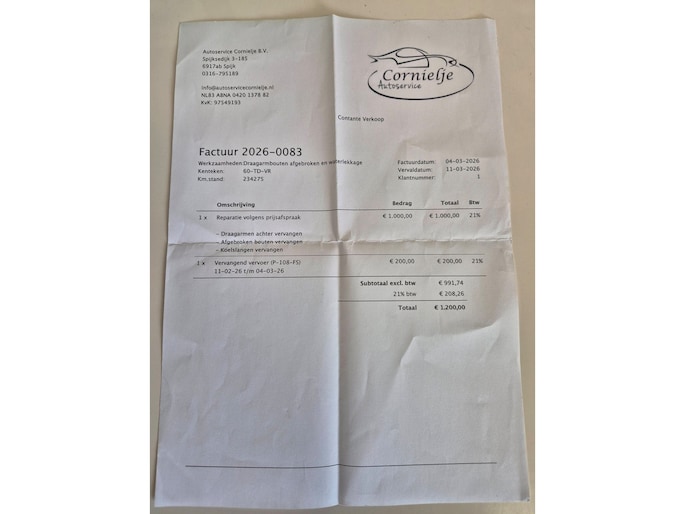 Autoservice Cornielje B.V.
Spijksedijk 3-185
6917ab Spijk
0316-795189
Info@autoservicecornielje.nl
NL83 ABNA 0420 1378 82
KvK: 97549193
Cornielje
Autoservice
Contante Verkoop
Factuur 2026-0083
Werkzaamheden: Draagarmbouten afgebroken en waterlekkage
Kenteken: 60-TD-VR
Km.stand: 234275
Factuurdatum: 04-03-2026
Vervaldatum: 11-03-2026
Klantnummer: 1
Omschrijving Bedrag Totaal Btw
1 x Reparatie volgens prijsafspraak € 1.000,00 € 1.000,00 21%
- Draagarmen achter vervangen
- Afgebroken bouten vervangen
- Koelslangen vervangen
1 x Vervangend vervoer (P-108-FS) € 200,00 € 200,00 21%
11-02-26 t/m 04-03-26
Subtotaal excl. btw € 991,74
21% btw € 208,26
Totaal € 1.200,00